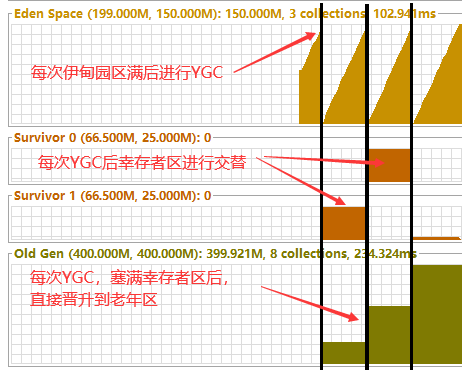 Eden Space (199.000M, 150.000M): 150.000M, 3 collections, 102.941ms
每次伊甸园区满后进行YGC
Survivor 0 (66.500M, 25.000M): 0
每次YGC后幸存者区进行交替
Survivor 1 (66.500M, 25.000M): 0
Old Gen (400.000M, 400.000M): 399.921M, 8 collections, 234.324ms
每次YGC，塞满幸存者区后，
直接晋升到老年区